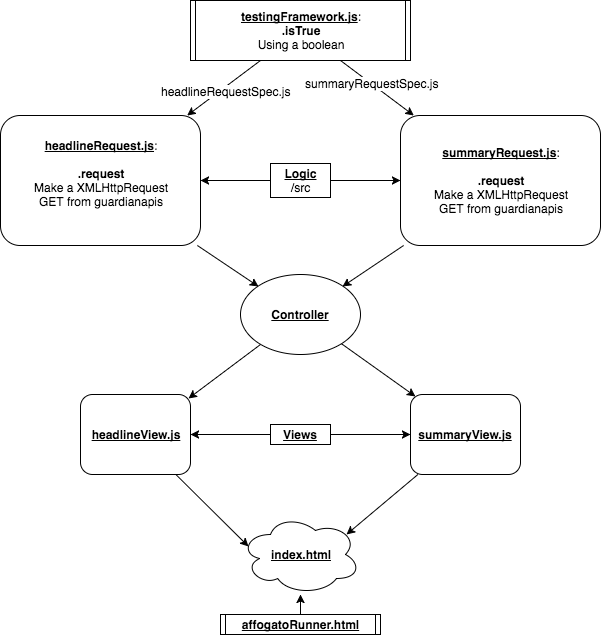 testingFramework.js:
.isTrue
Using a boolean
headlineRequestSpec.js
summaryRequestSpec.js
headlineRequest.js:
.request
Make a XMLHttpRequest
GET from guardianapis
Logic
/src
summaryRequest.js:
.request
Make a XMLHttpRequest
GET from guardianapis
Controller
headlineView.js
Views
summaryView.js
index.html
affogatoRunner.html